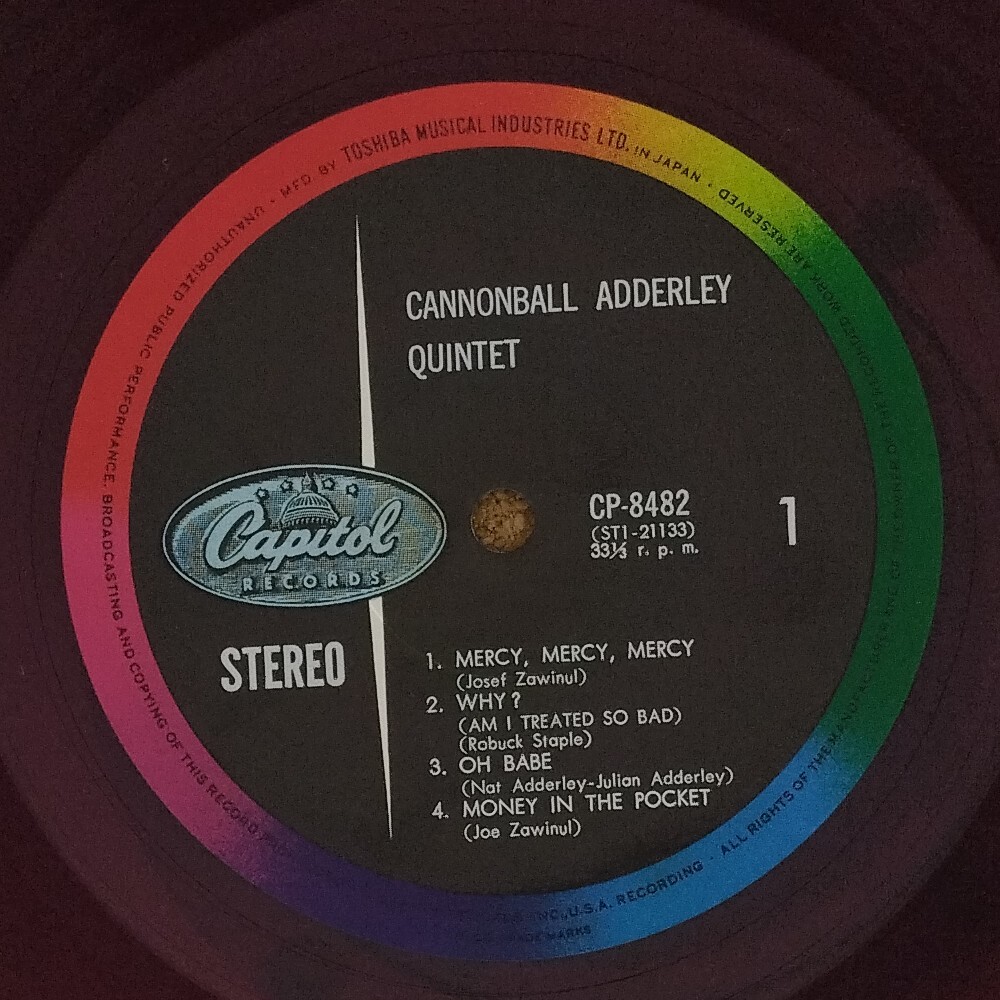 MFD. BY TOSHIBA MUSICAL INDUSTRIES LTD. IN JAPAN · ALL RIGHTS OF THE MANUFACTURER AND OF THE OWNER OF THE RECORDED WORK ARE RESERVED
UNAUTHORIZED PUBLIC PERFORMANCE. BROADCASTING AND COPYING OF THIS RECORD
INC., U.S.A. RECORDING ·
TRADE MARKS
CANNONBALL ADDERLEY
QUINTET
Capitol
RECORDS
CP-8482
(ST1-21133)
33⅓ r. p. m.
1
STEREO
1. MERCY, MERCY, MERCY
(Josef Zawinul)
2. WHY?
(AM I TREATED SO BAD)
(Robuck Staple)
3. OH BABE
(Nat Adderley-Julian Adderley)
4. MONEY IN THE POCKET
(Joe Zawinul)